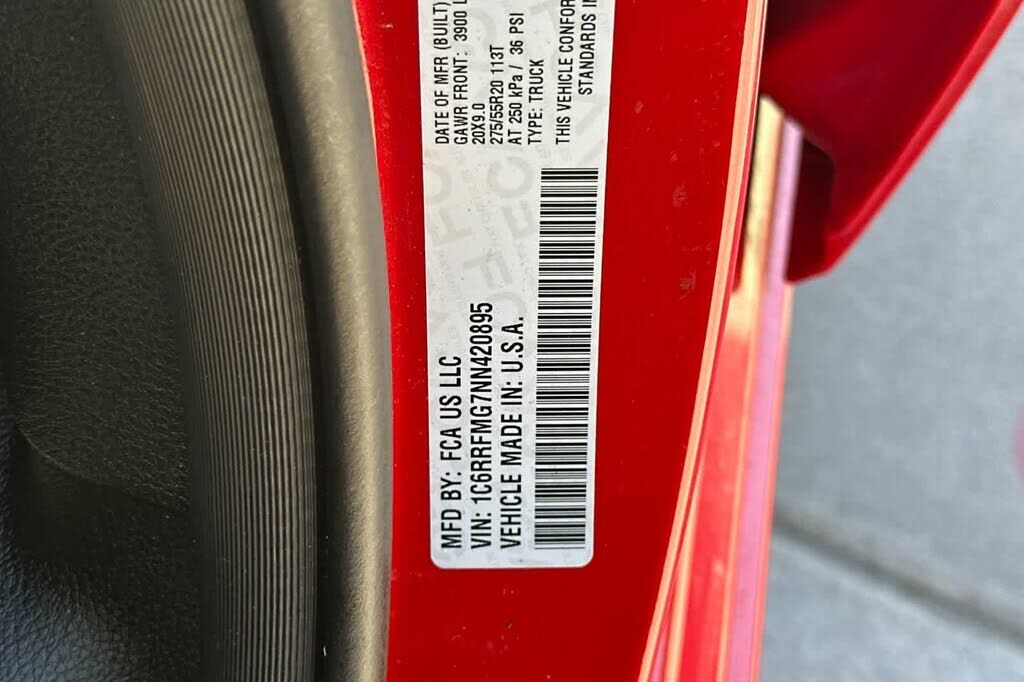 MFD BY: FCA US LLC
VIN: 1C6RRFMG7NN420895
VEHICLE MADE IN: U.S.A.
DATE OF MFR (BUILT)
GAWR FRONT: 3900 L
20X9.0
275/55R20 113T
AT 250 kPa / 36 PSI
TYPE: TRUCK
THIS VEHICLE CONFOR
STANDARDS IN